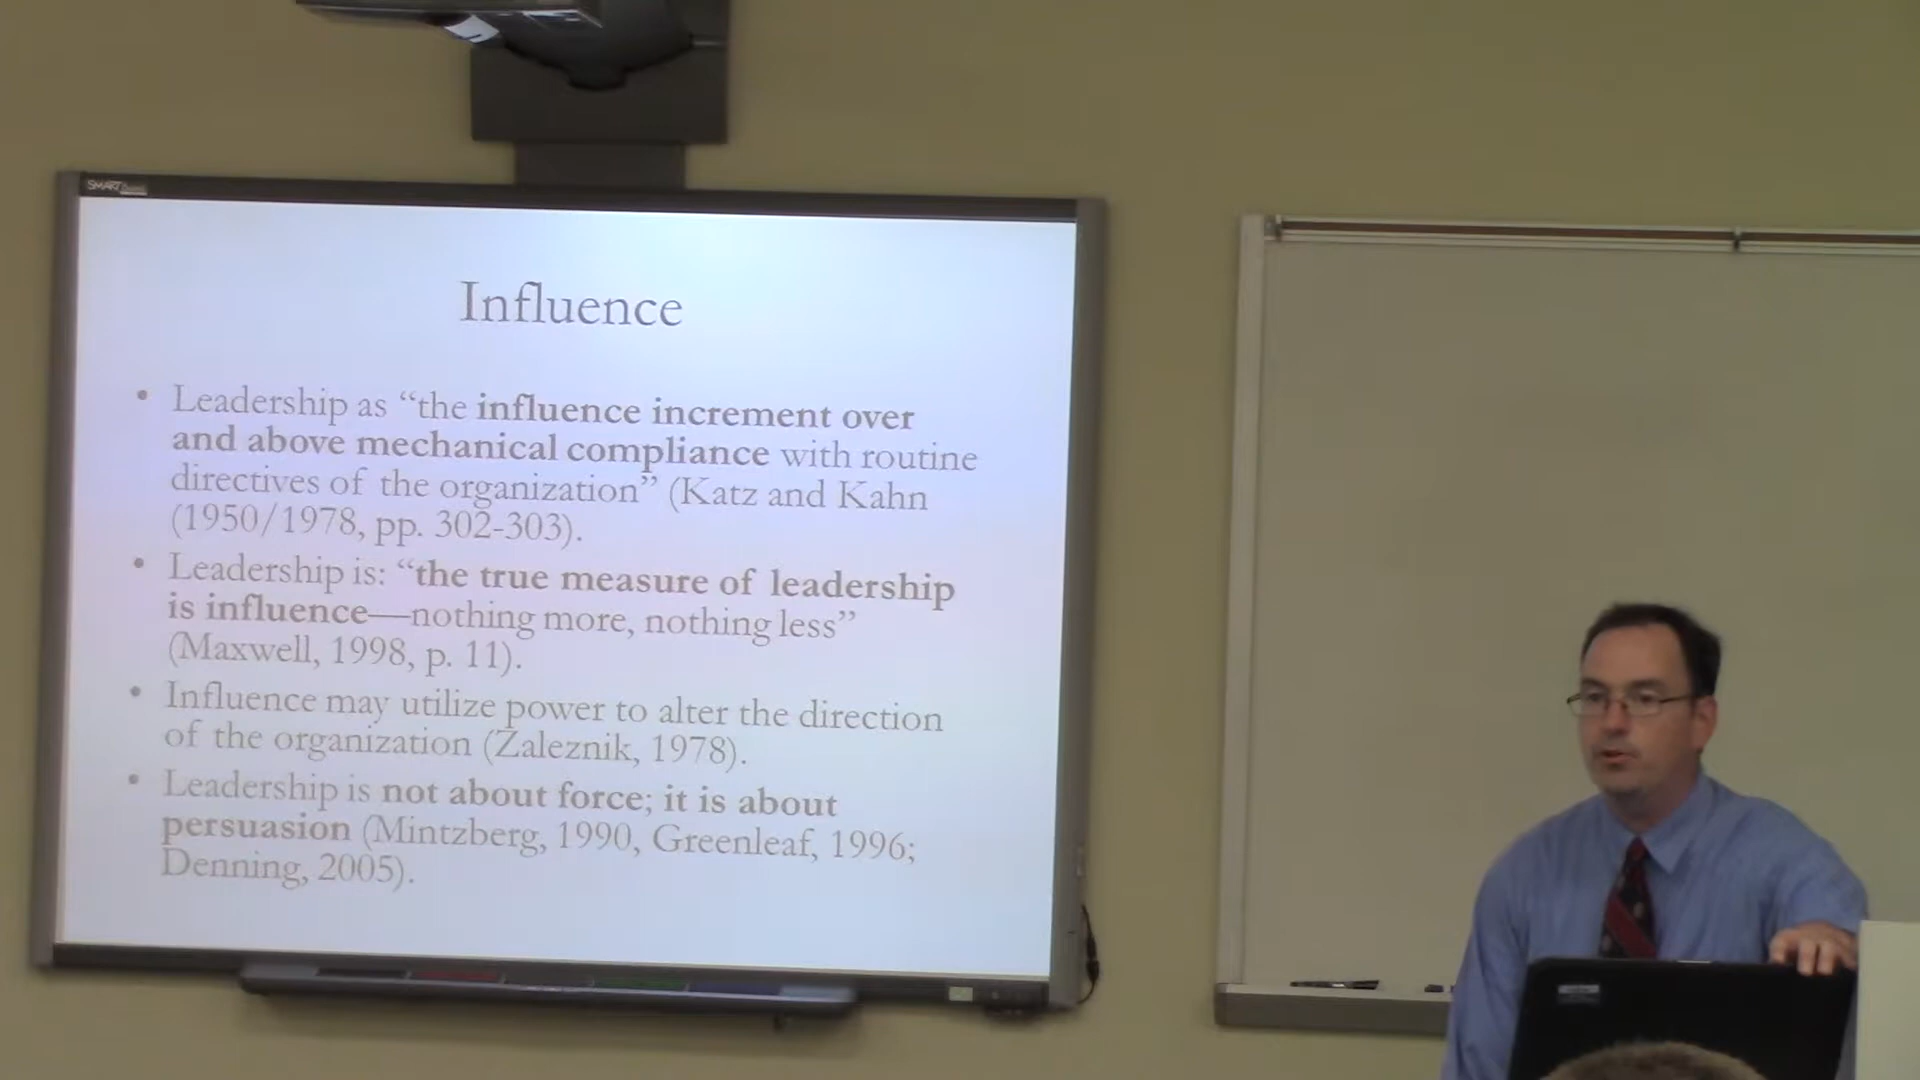 SMART
Influence
• Leadership as “the influence increment over
and above mechanical compliance with routine
directives of the organization” (Katz and Kahn
(1950/1978, pp. 302-303).
• Leadership is: “the true measure of leadership
is influence—nothing more, nothing less”
(Maxwell, 1998, p. 11).
• Influence may utilize power to alter the direction
of the organization (Zaleznik, 1978).
• Leadership is not about force; it is about
persuasion (Mintzberg, 1990, Greenleaf, 1996;
Denning, 2005).